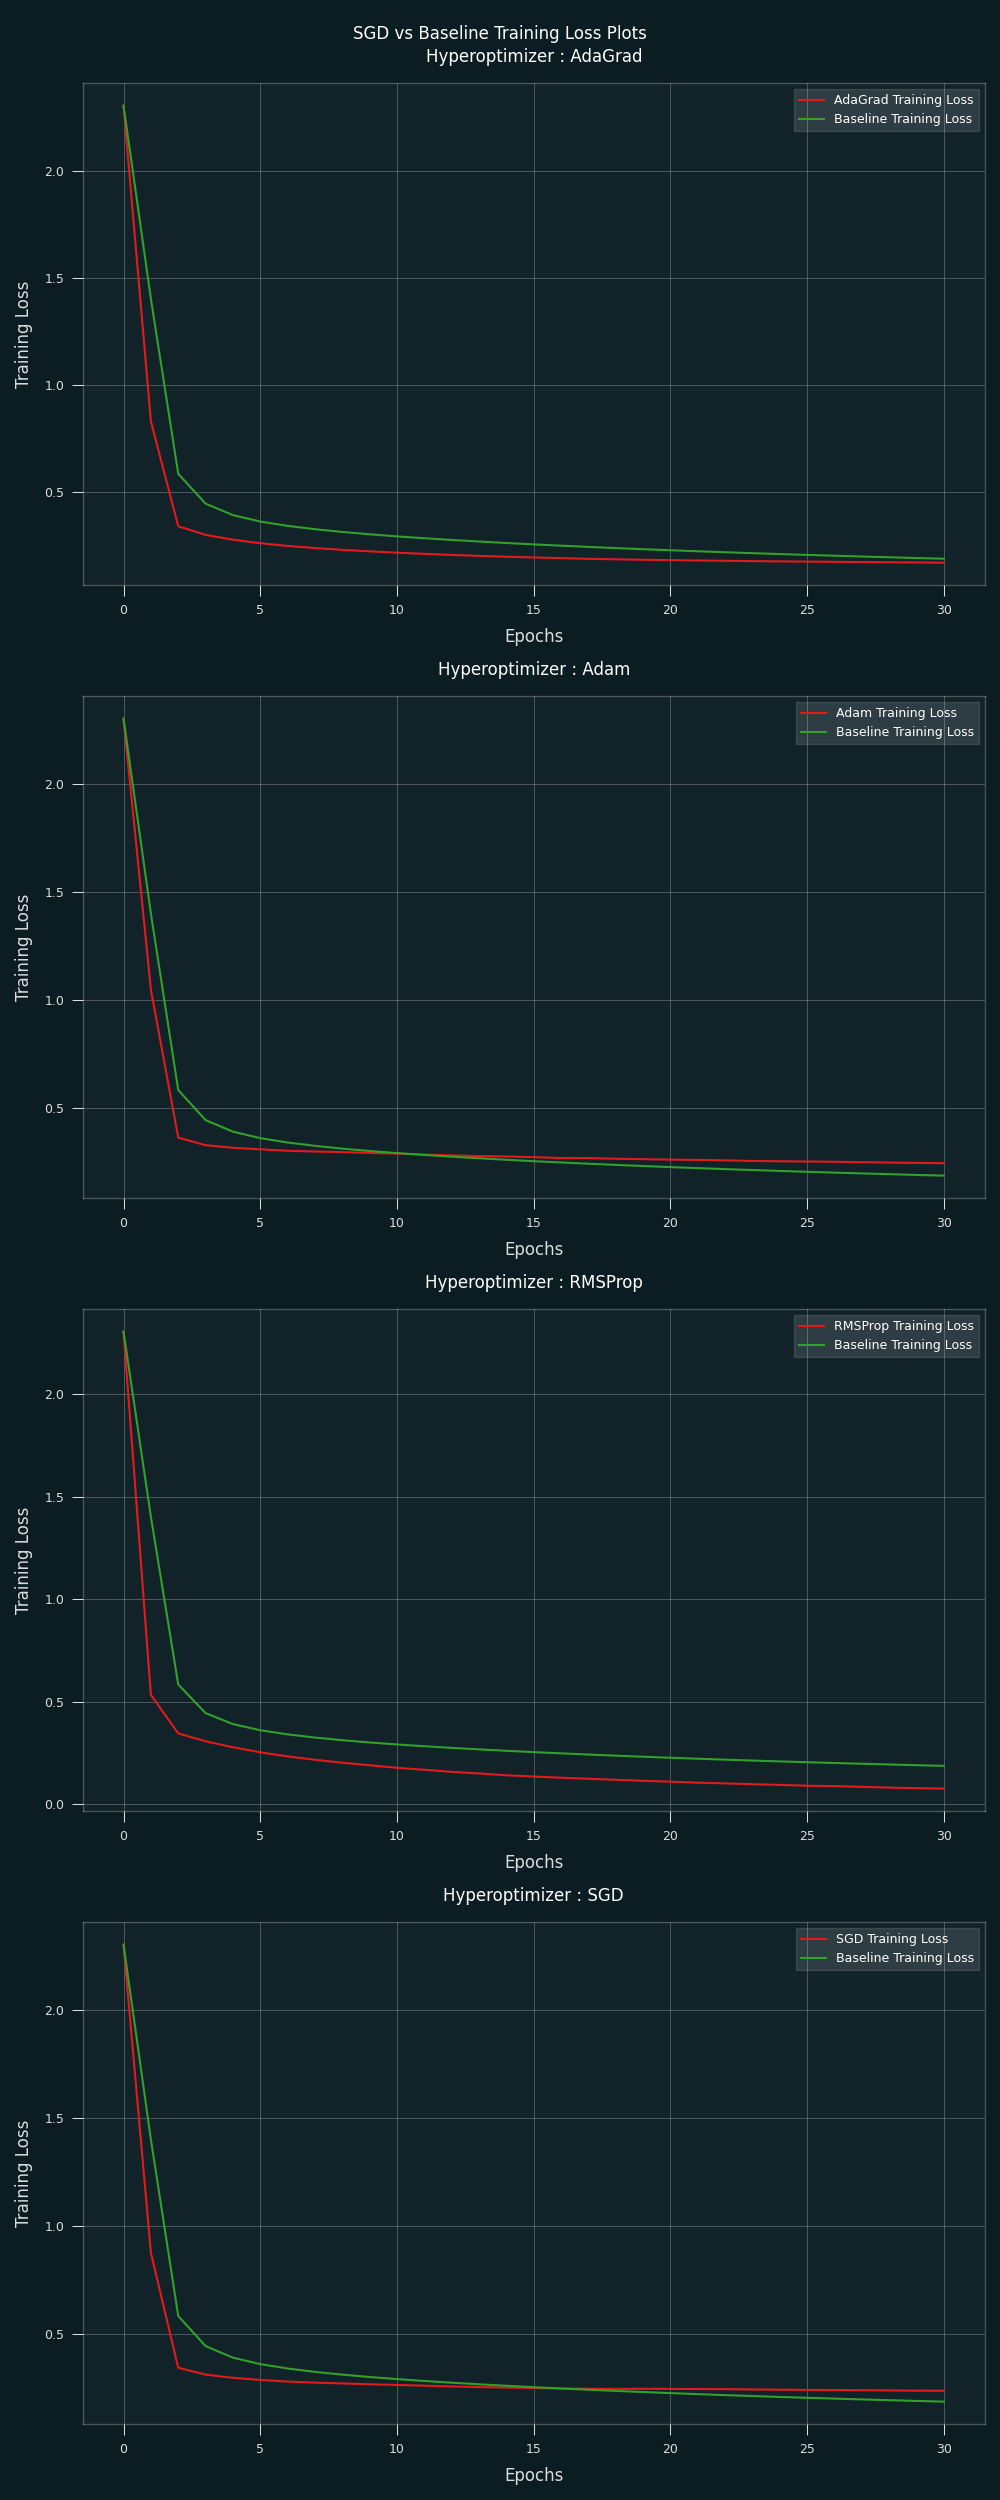 SGD vs Baseline Training Loss Plots
Hyperoptimizer : AdaGrad
AdaGrad Training Loss
Baseline Training Loss
Training Loss
2.0
1.5
1.0
0.5
0 5 10 15 20 25 30
Epochs
Hyperoptimizer : Adam
Adam Training Loss
Baseline Training Loss
Training Loss
2.0
1.5
1.0
0.5
0 5 10 15 20 25 30
Epochs
Hyperoptimizer : RMSProp
RMSProp Training Loss
Baseline Training Loss
Training Loss
2.0
1.5
1.0
0.5
0.0
0 5 10 15 20 25 30
Epochs
Hyperoptimizer : SGD
SGD Training Loss
Baseline Training Loss
Training Loss
2.0
1.5
1.0
0.5
0 5 10 15 20 25 30
Epochs